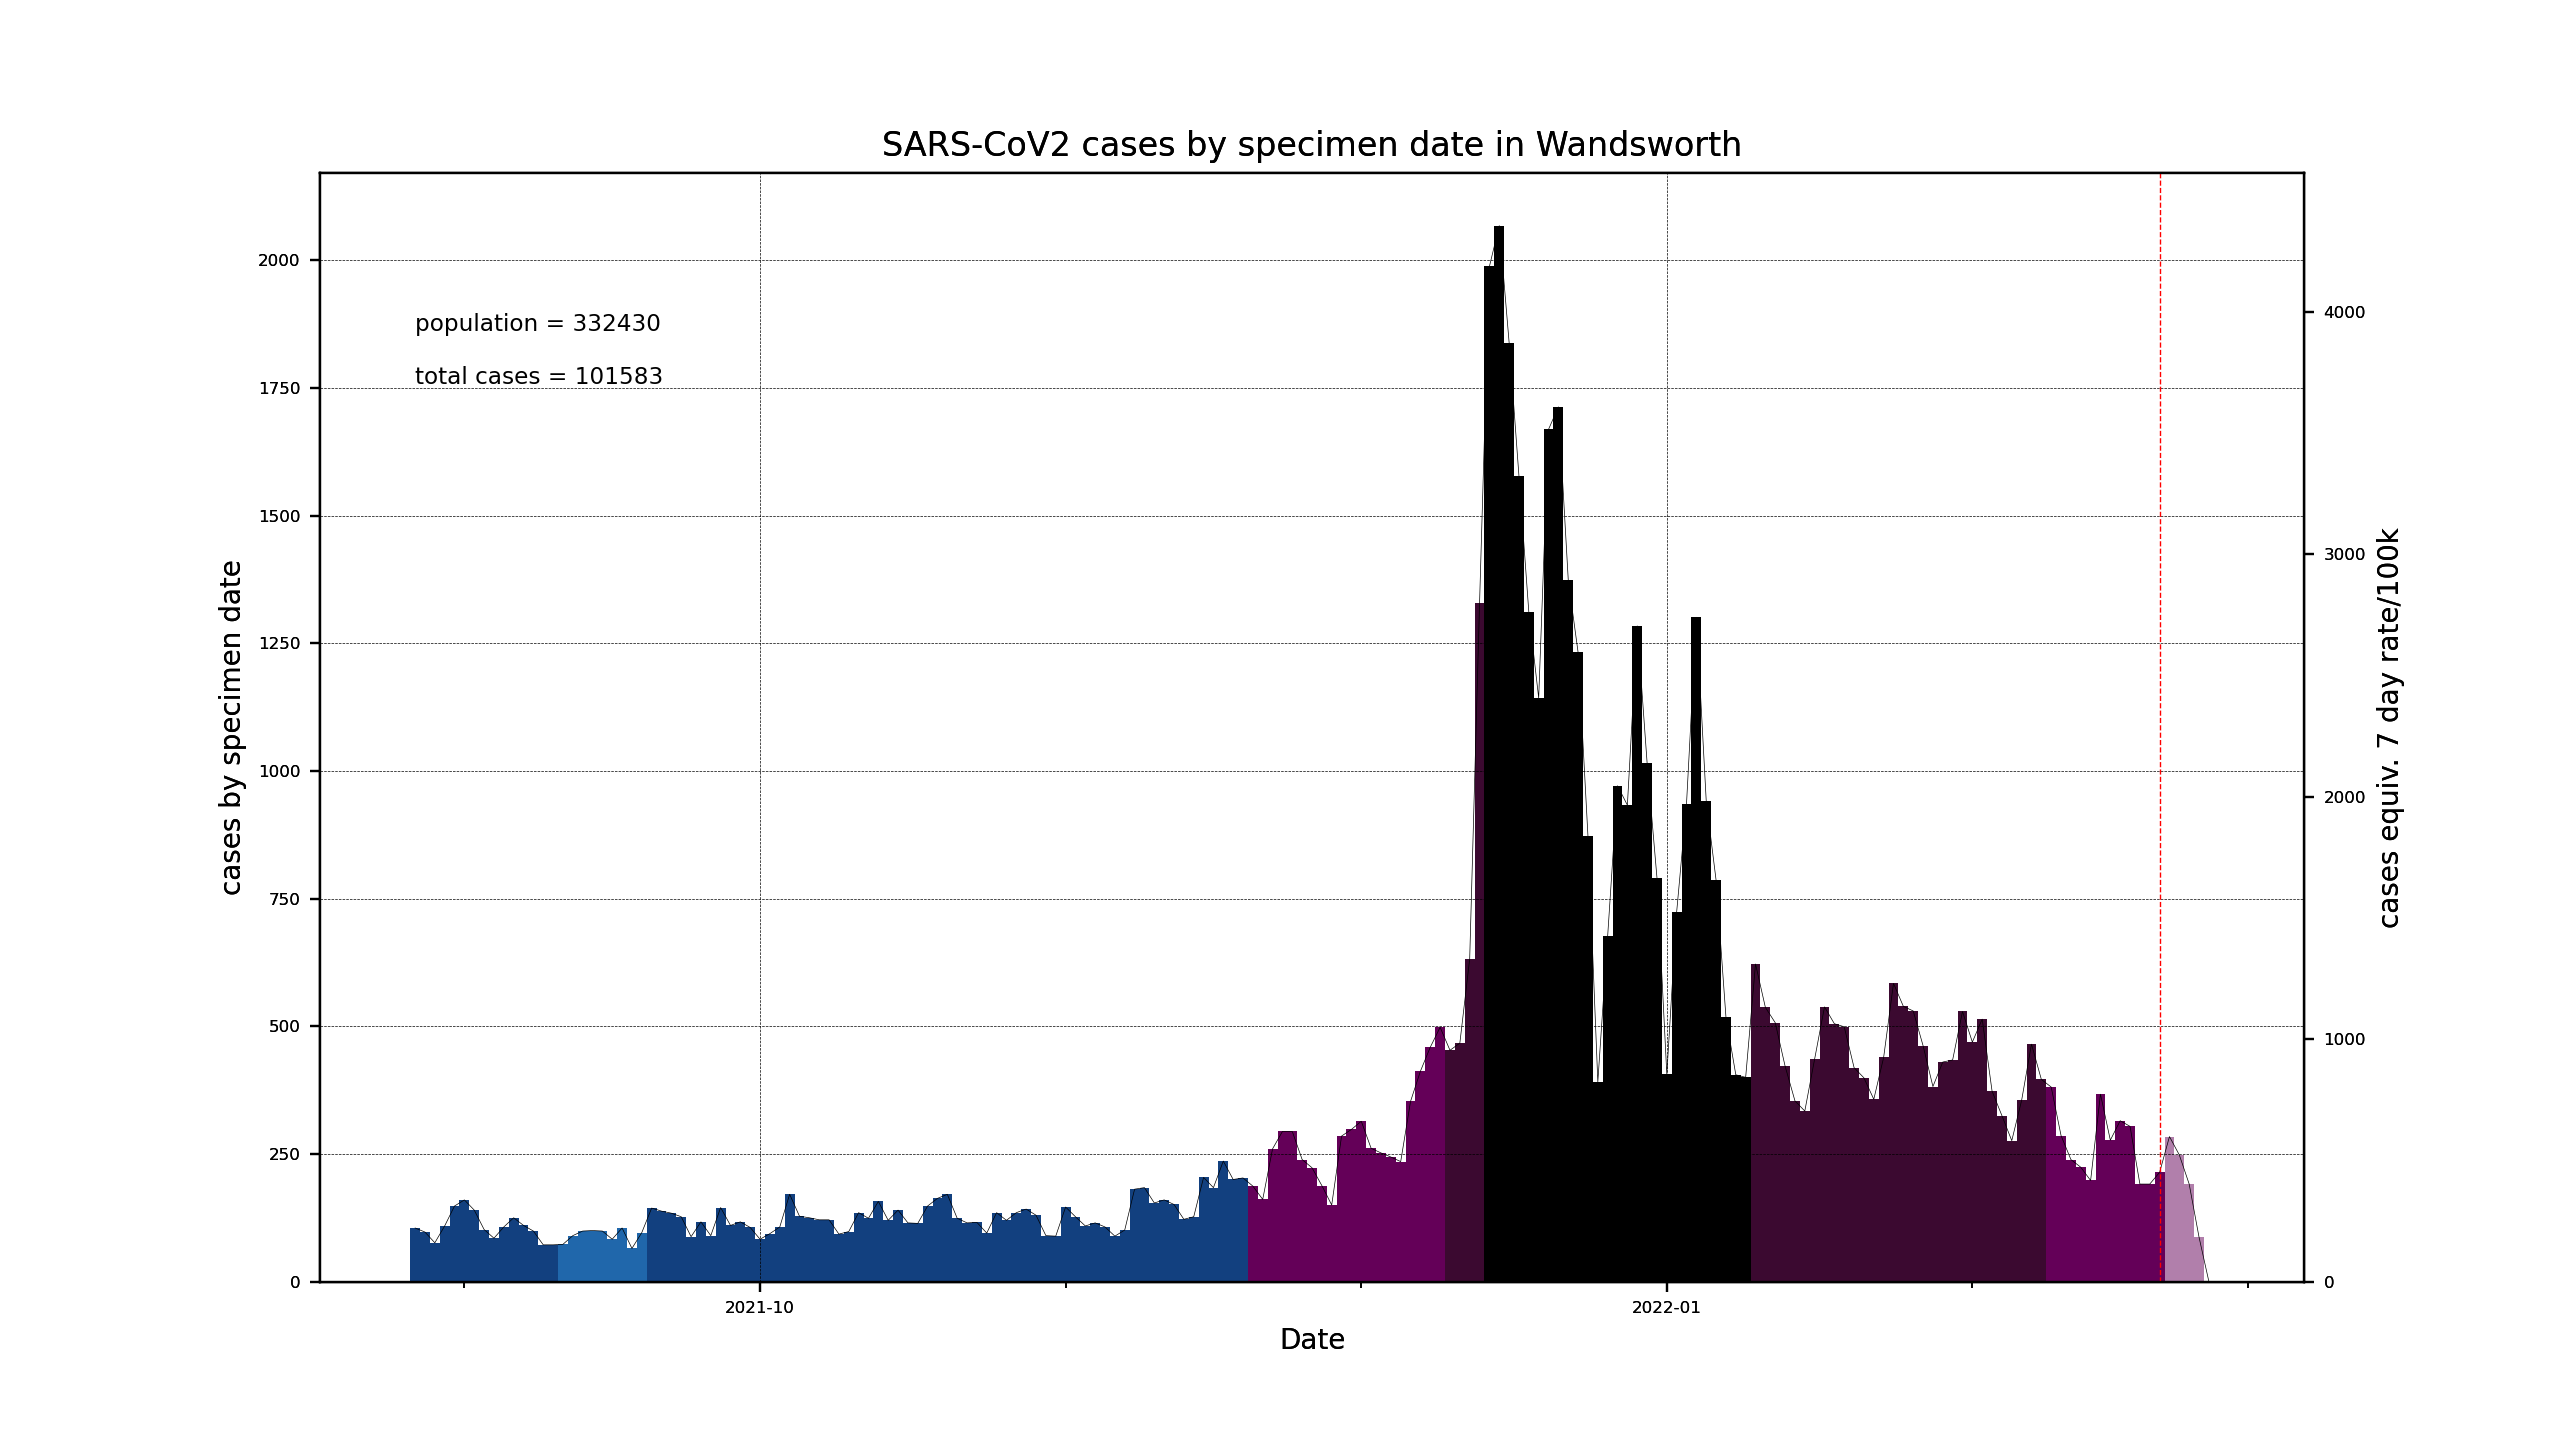 SARS-CoV2 cases by specimen date in Wandsworth
population = 332430
total cases = 101583
cases by specimen date
2000
1750
1500
1250
1000
750
500
250
0
4000
3000
2000
1000
0
cases equiv. 7 day rate/100k
2021-10
2022-01
Date